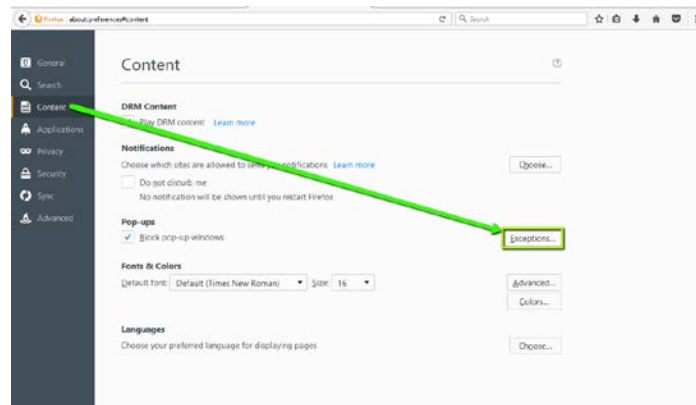 Firefox about:preferences#content
Search
General
Content
Search
Content
DRM Content
Play DRM content Learn more
Applications
Notifications
Privacy
Choose which sites are allowed to send you notifications Learn more
Choose...
Security
Do not disturb me
Sync
No notification will be shown until you restart Firefox
Advanced
Pop-ups
Block pop-up windows
Exceptions...
Fonts & Colors
Default font: Default (Times New Roman) Size: 16
Advanced...
Colors...
Languages
Choose your preferred language for displaying pages
Choose...